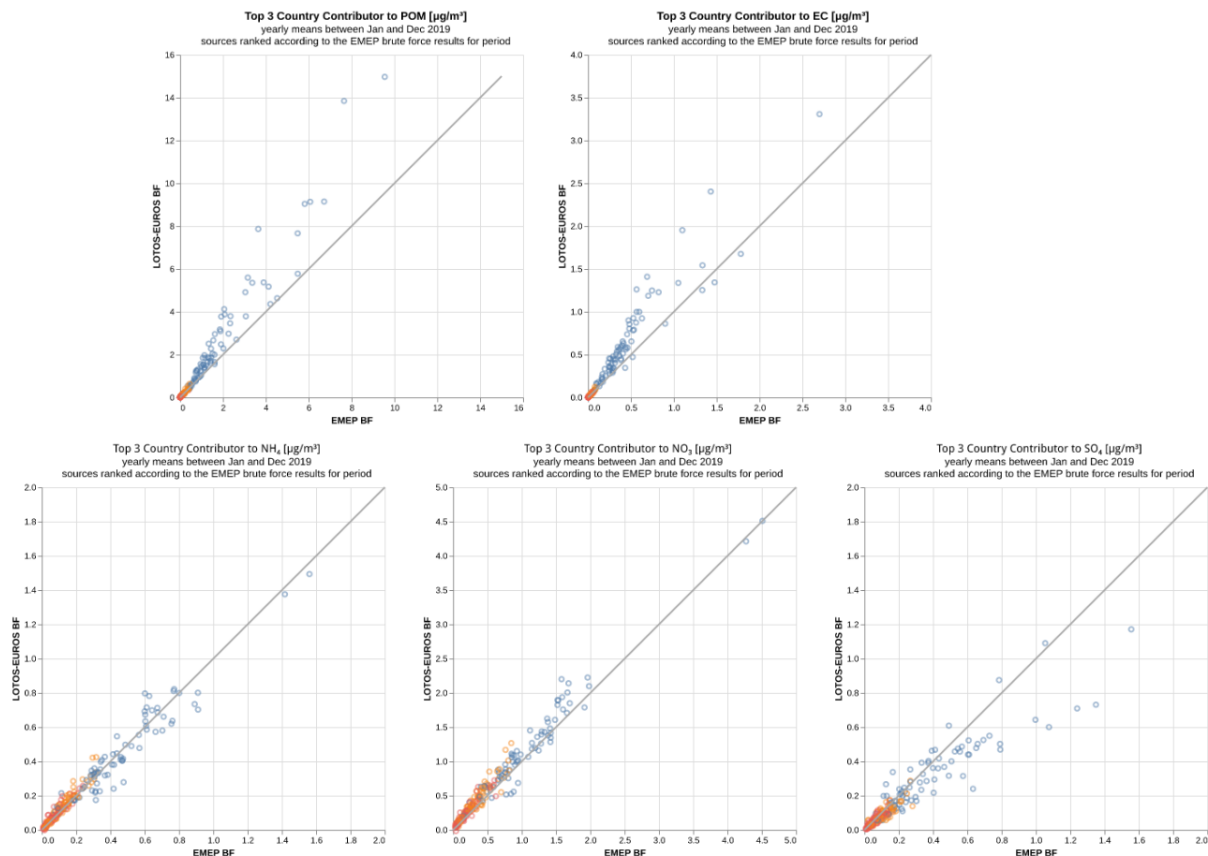 Top 3 Country Contributor to POM [µg/m³]
yearly means between Jan and Dec 2019
sources ranked according to the EMEP brute force results for period
16
14
12
10
8
6
4
2
0
LOTOS-EUROS BF
0 2 4 6 8 10 12 14 16
EMEP BF
Top 3 Country Contributor to EC [µg/m³]
yearly means between Jan and Dec 2019
sources ranked according to the EMEP brute force results for period
4.0
3.5
3.0
2.5
2.0
1.5
1.0
0.5
0.0
LOTOS-EUROS BF
0.0 0.5 1.0 1.5 2.0 2.5 3.0 3.5 4.0
EMEP BF
Top 3 Country Contributor to NH₄ [µg/m³]
yearly means between Jan and Dec 2019
sources ranked according to the EMEP brute force results for period
2.0
1.8
1.6
1.4
1.2
1.0
0.8
0.6
0.4
0.2
0.0
LOTOS-EUROS BF
0.0 0.2 0.4 0.6 0.8 1.0 1.2 1.4 1.6 1.8 2.0
EMEP BF
Top 3 Country Contributor to NO₃ [µg/m³]
yearly means between Jan and Dec 2019
sources ranked according to the EMEP brute force results for period
5.0
4.5
4.0
3.5
3.0
2.5
2.0
1.5
1.0
0.5
0.0
LOTOS-EUROS BF
0.0 0.5 1.0 1.5 2.0 2.5 3.0 3.5 4.0 4.5 5.0
EMEP BF
Top 3 Country Contributor to SO₄ [µg/m³]
yearly means between Jan and Dec 2019
sources ranked according to the EMEP brute force results for period
2.0
1.8
1.6
1.4
1.2
1.0
0.8
0.6
0.4
0.2
0.0
LOTOS-EUROS BF
0.0 0.2 0.4 0.6 0.8 1.0 1.2 1.4 1.6 1.8 2.0
EMEP BF